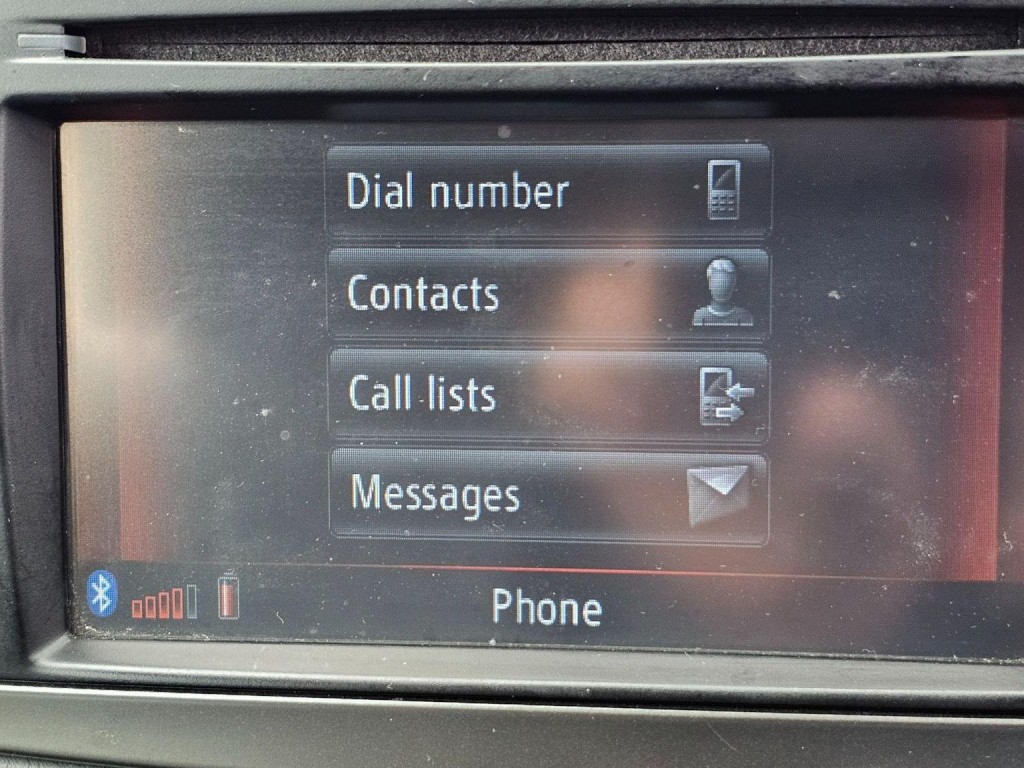 Dial number
Contacts
Call lists
Messages
Phone